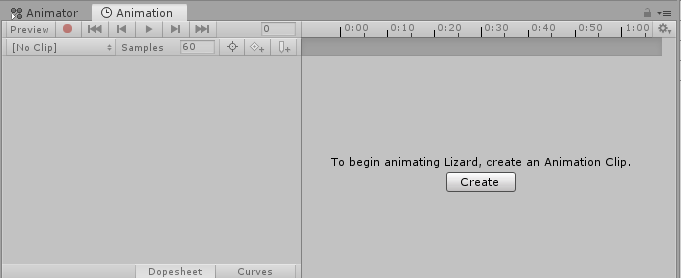 Animator Animation
Preview 0 0:00 0:10 0:20 0:30 0:40 0:50 1:00
[No Clip] Samples 60
To begin animating Lizard, create an Animation Clip.
Create
Dopesheet Curves